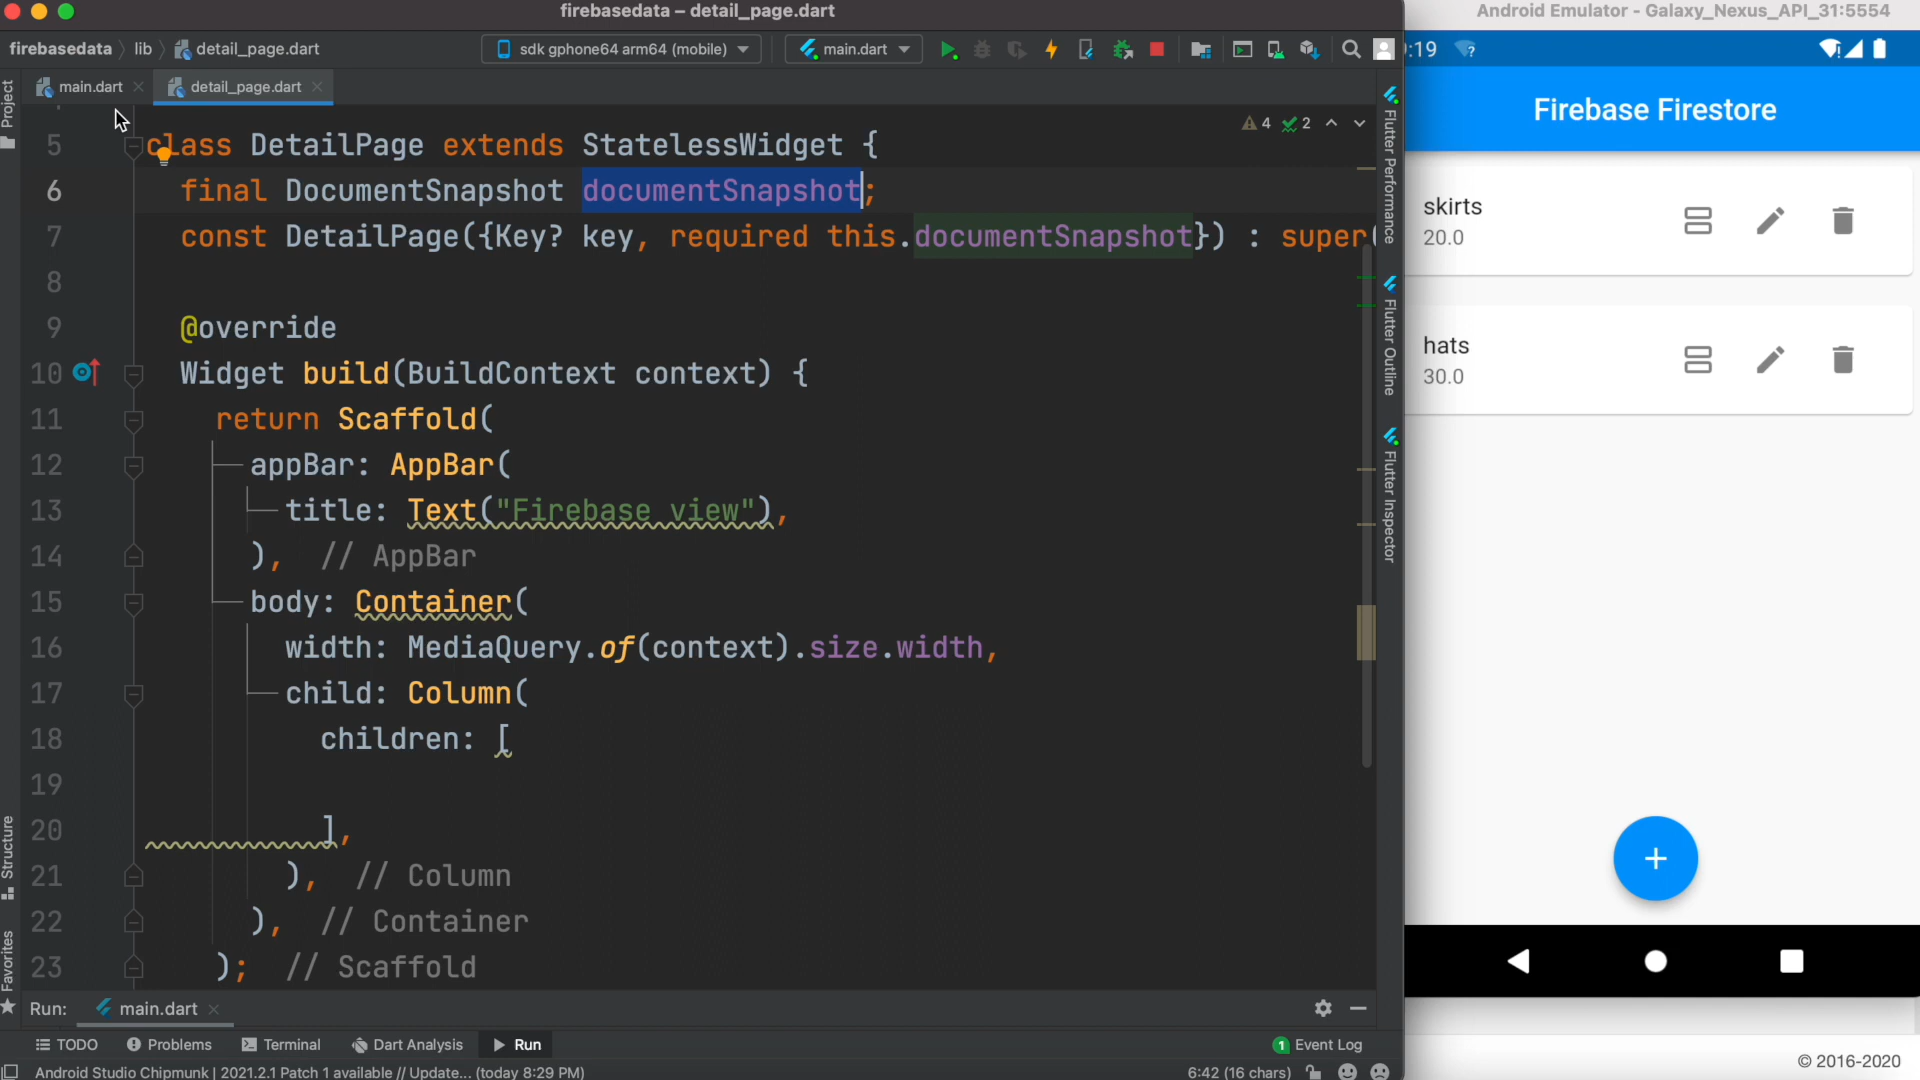 firebasedata – detail_page.dart
Android Emulator - Galaxy_Nexus_API_31:5554
firebasedata
lib
detail_page.dart
sdk gphone64 arm64 (mobile)
main.dart
main.dart
detail_page.dart
Project
4
2
5 class DetailPage extends StatelessWidget {
6 final DocumentSnapshot documentSnapshot;
7 const DetailPage({Key? key, required this.documentSnapshot}) : super(
8
9 @override
10 Widget build(BuildContext context) {
11 return Scaffold(
12 appBar: AppBar(
13 title: Text("Firebase view"),
14 ), // AppBar
15 body: Container(
16 width: MediaQuery.of(context).size.width,
17 child: Column(
18 children: [
19
20 ],
21 ), // Column
22 ), // Container
23 ); // Scaffold
Structure
Favorites
Flutter Performance
Flutter Outline
Flutter Inspector
Run:
main.dart
TODO
Problems
Terminal
Dart Analysis
Run
1 Event Log
Android Studio Chipmunk | 2021.2.1 Patch 1 available // Update... (today 8:29 PM)
6:42 (16 chars)
:19
Firebase Firestore
skirts
20.0
hats
30.0
+
© 2016-2020